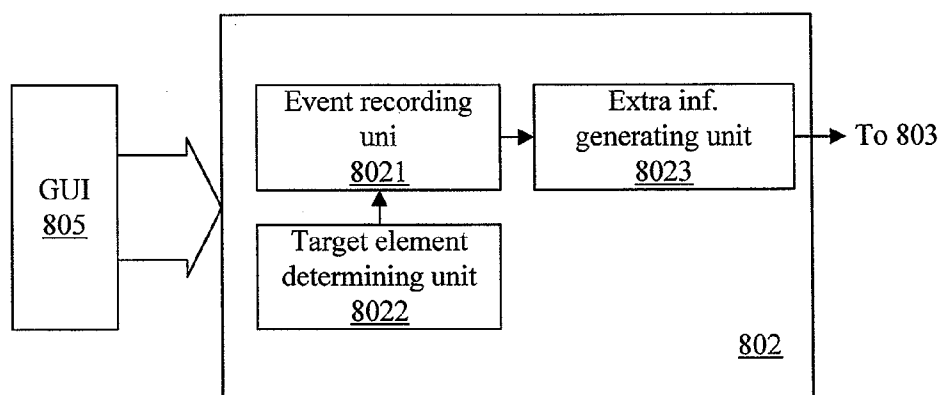 GUI
805
Event recording
uni
8021
Extra inf.
generating unit
8023
To 803
Target element
determining unit
8022
802